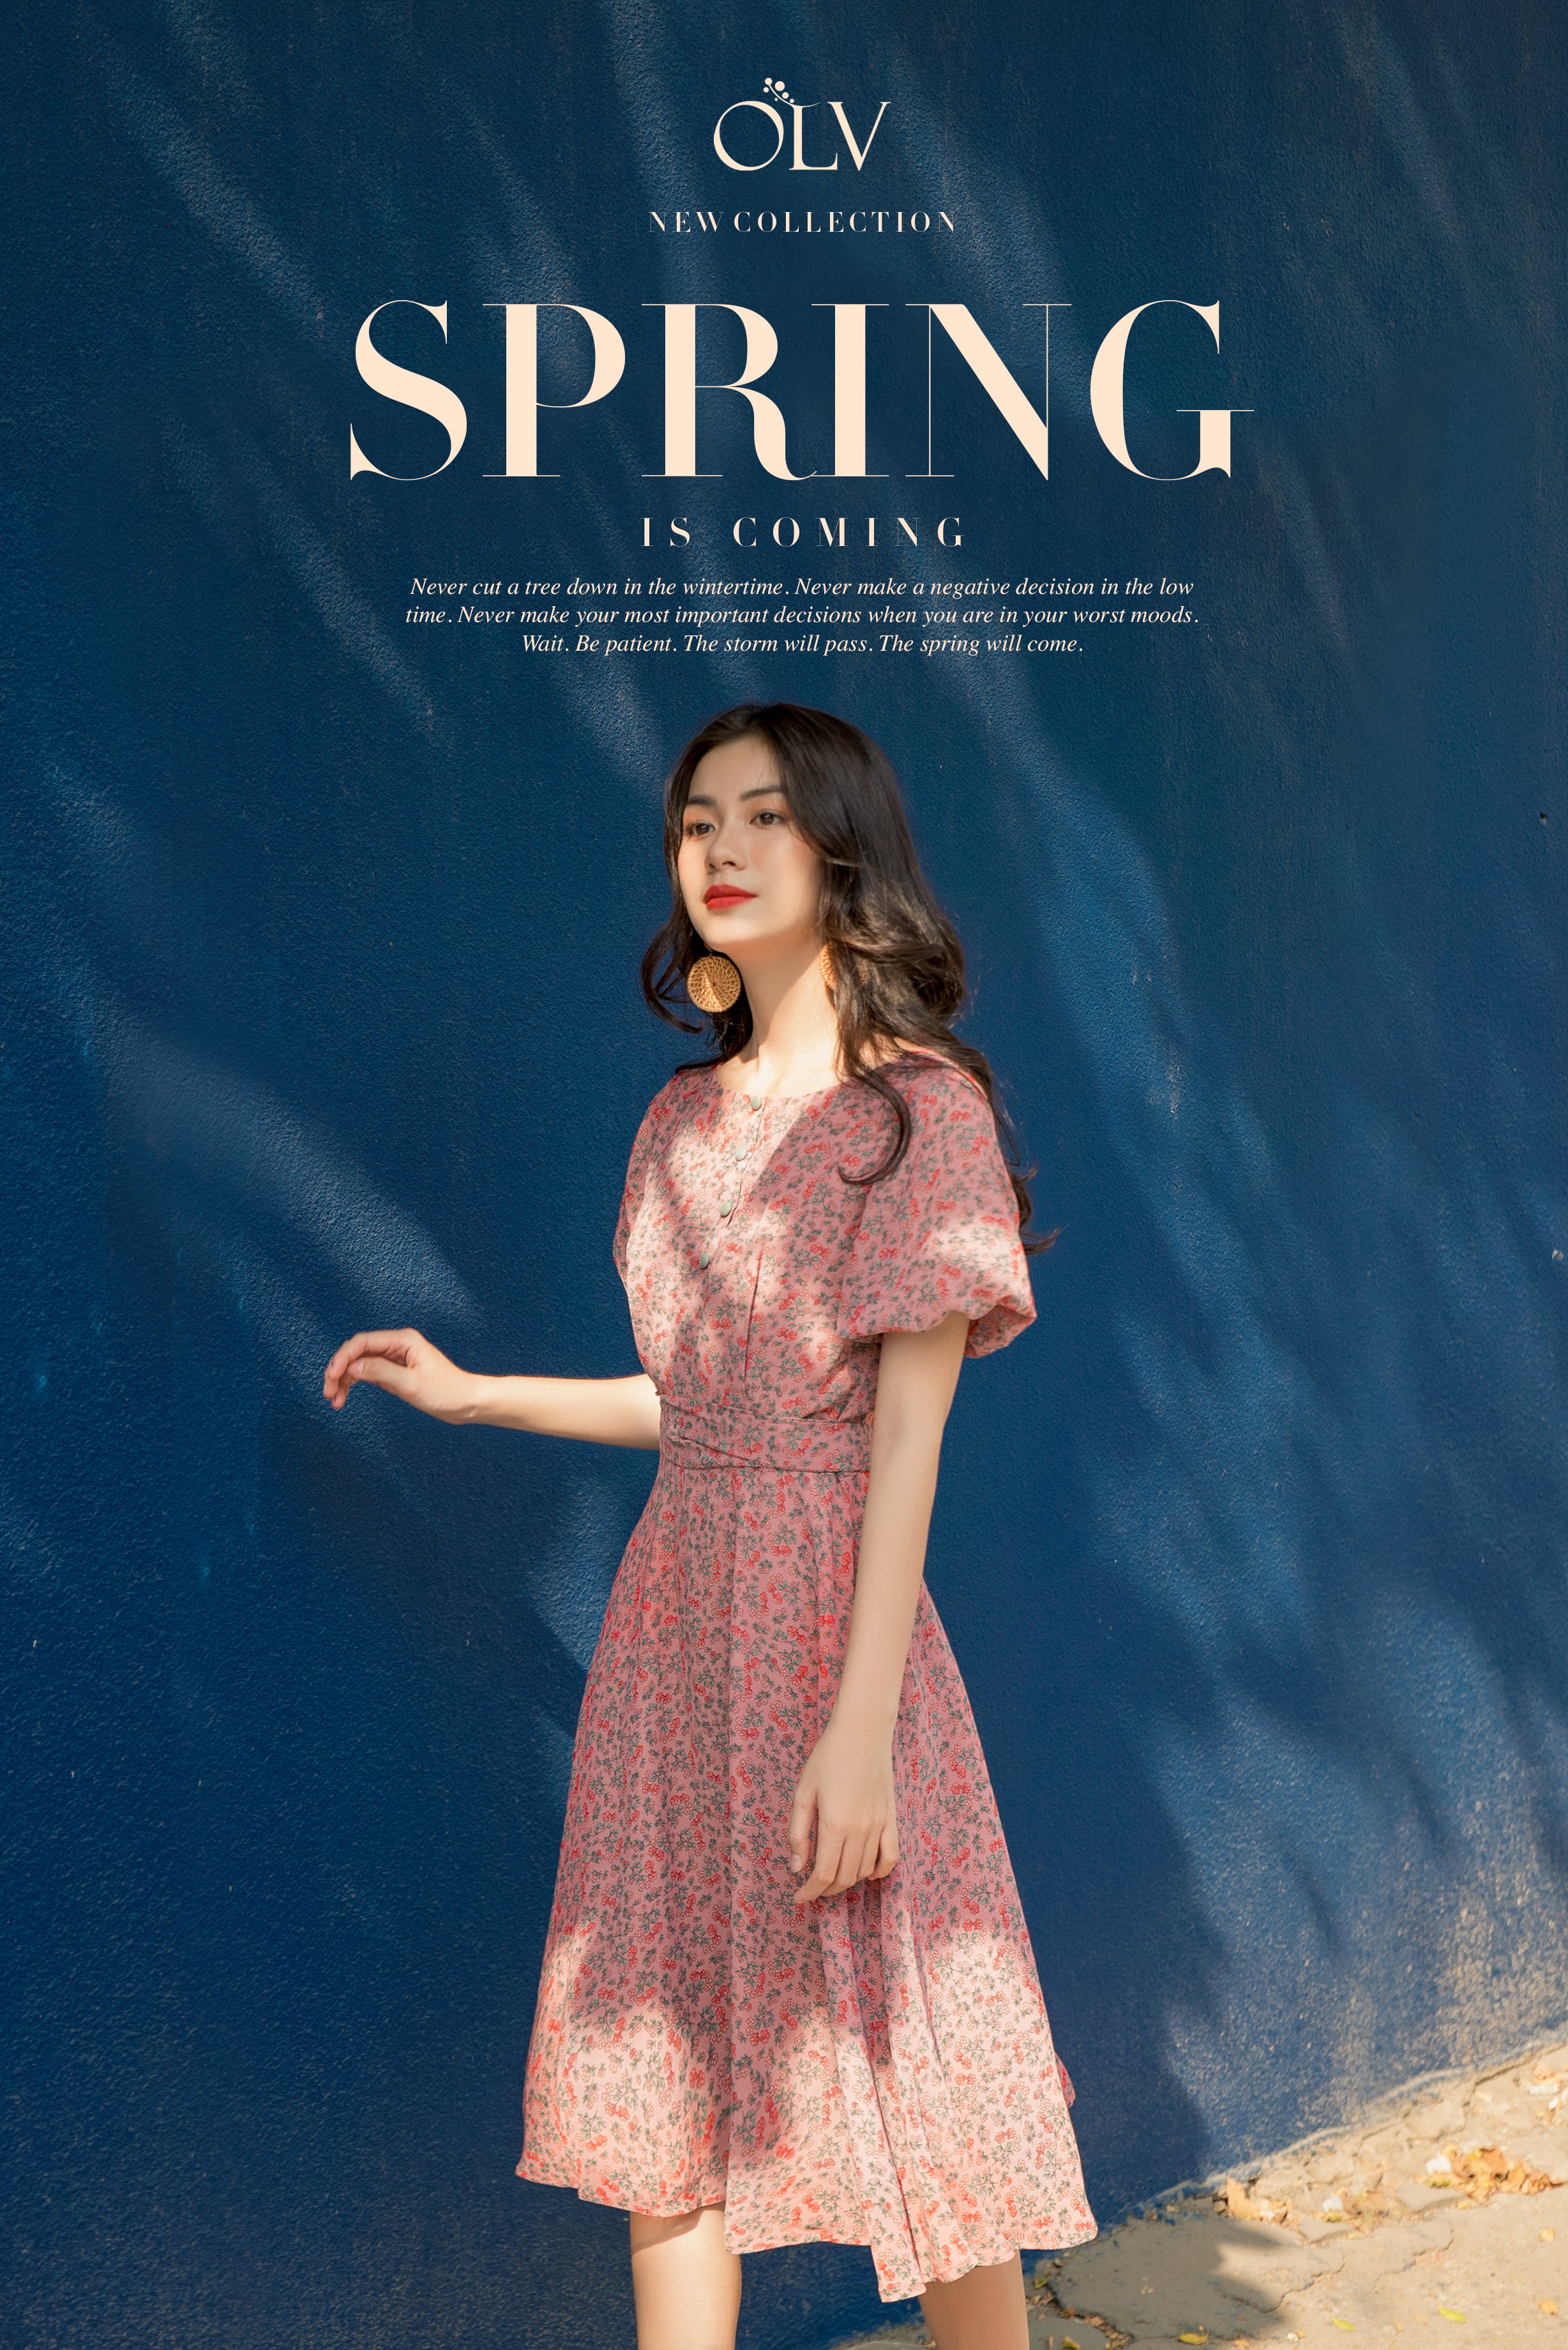 OLV
NEW COLLECTION
SPRING
IS COMING
Never cut a tree down in the wintertime. Never make a negative decision in the low
time. Never make your most important decisions when you are in your worst moods.
Wait. Be patient. The storm will pass. The spring will come.